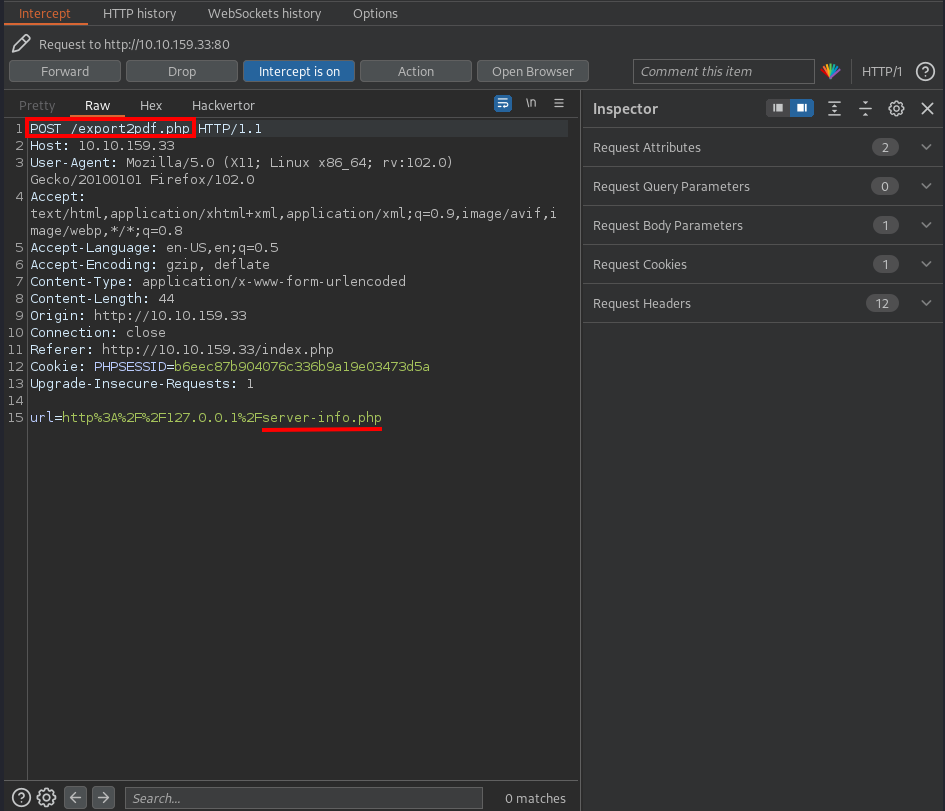 Intercept HTTP history WebSockets history Options
Request to http://10.10.159.33:80
Forward Drop Intercept is on Action Open Browser Comment this item HTTP/1 ?
Pretty Raw Hex Hackvertor \n
1 POST /export2pdf.php HTTP/1.1
2 Host: 10.10.159.33
3 User-Agent: Mozilla/5.0 (X11; Linux x86_64; rv:102.0)
Gecko/20100101 Firefox/102.0
4 Accept:
text/html,application/xhtml+xml,application/xml;q=0.9,image/avif,i
mage/webp,*/*;q=0.8
5 Accept-Language: en-US,en;q=0.5
6 Accept-Encoding: gzip, deflate
7 Content-Type: application/x-www-form-urlencoded
8 Content-Length: 44
9 Origin: http://10.10.159.33
10 Connection: close
11 Referer: http://10.10.159.33/index.php
12 Cookie: PHPSESSID=b6eec87b904076c336b9a19e03473d5a
13 Upgrade-Insecure-Requests: 1
14
15 url=http%3A%2F%2F127.0.0.1%2Fserver-info.php
Inspector
Request Attributes 2
Request Query Parameters 0
Request Body Parameters 1
Request Cookies 1
Request Headers 12
? Search... 0 matches